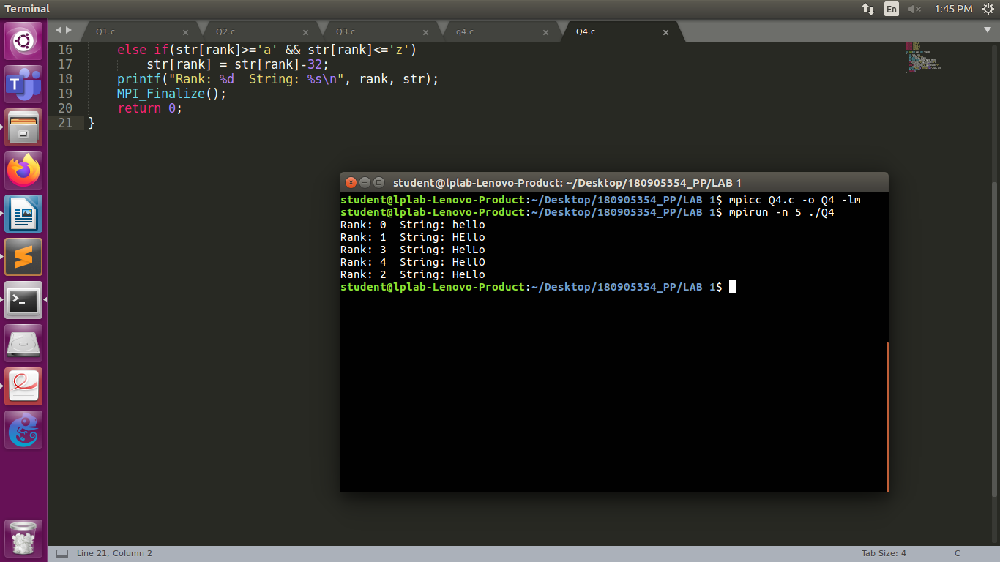 Terminal
En
1:45 PM
Q1.c
Q2.c
Q3.c
q4.c
Q4.c
16 else if(str[rank]>='a' && str[rank]<='z')
17 str[rank] = str[rank]-32;
18 printf("Rank: %d  String: %s\n", rank, str);
19 MPI_Finalize();
20 return 0;
21 }
student@lplab-Lenovo-Product: ~/Desktop/180905354_PP/LAB 1
student@lplab-Lenovo-Product:~/Desktop/180905354_PP/LAB 1$ mpicc Q4.c -o Q4 -lm
student@lplab-Lenovo-Product:~/Desktop/180905354_PP/LAB 1$ mpirun -n 5 ./Q4
Rank: 0  String: hello
Rank: 1  String: HEllo
Rank: 3  String: HelLo
Rank: 4  String: HellO
Rank: 2  String: HeLlo
student@lplab-Lenovo-Product:~/Desktop/180905354_PP/LAB 1$
Line 21, Column 2
Tab Size: 4
C